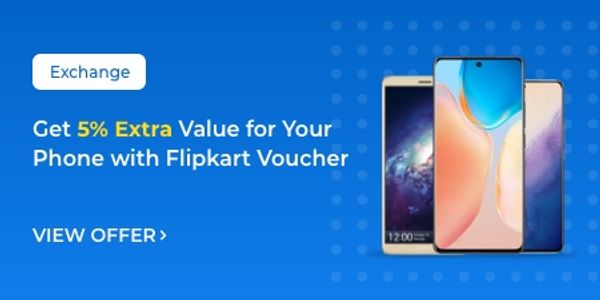 Exchange
Get 5% Extra Value for Your
Phone with Flipkart Voucher
VIEW OFFER ›
12:00